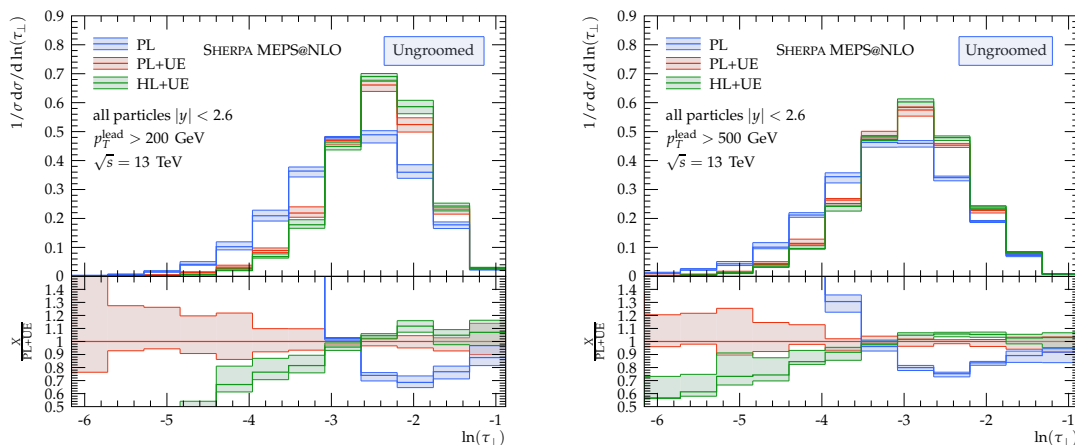 PL
PL+UE
HL+UE
SHERPA MEPS@NLO
Ungroomed
all particles |y| < 2.6
p_T^lead > 200 GeV
√s = 13 TeV
1/σ dσ/d ln(τ⊥)
0.9
0.8
0.7
0.6
0.5
0.4
0.3
0.2
0.1
0
X/PL+UE
1.4
1.3
1.2
1.1
1
0.9
0.8
0.7
0.6
0.5
-6 -5 -4 -3 -2 -1
ln(τ⊥)
PL
PL+UE
HL+UE
SHERPA MEPS@NLO
Ungroomed
all particles |y| < 2.6
p_T^lead > 500 GeV
√s = 13 TeV
1/σ dσ/d ln(τ⊥)
0.9
0.8
0.7
0.6
0.5
0.4
0.3
0.2
0.1
0
X/PL+UE
1.4
1.3
1.2
1.1
1
0.9
0.8
0.7
0.6
0.5
-6 -5 -4 -3 -2 -1
ln(τ⊥)